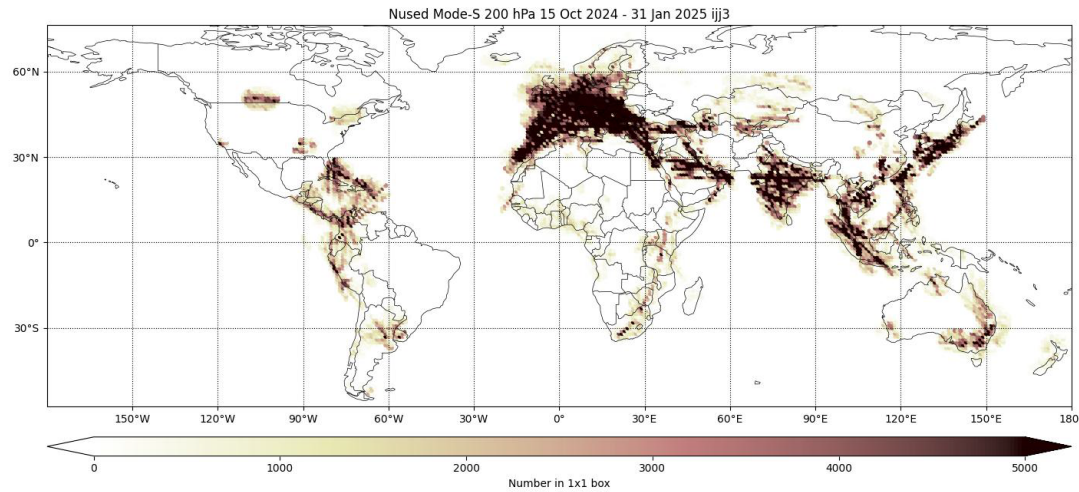 Nused Mode-S 200 hPa 15 Oct 2024 - 31 Jan 2025 ijj3
60°N
30°N
0°
30°S
150°W 120°W 90°W 60°W 30°W 0° 30°E 60°E 90°E 120°E 150°E 180
0 1000 2000 3000 4000 5000
Number in 1x1 box